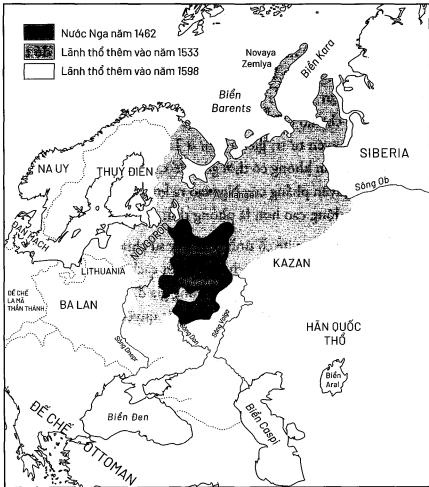 Nước Nga năm 1462
Lãnh thổ thêm vào năm 1533
Lãnh thổ thêm vào năm 1598
Novaya
Zemlya
Biển Kara
Biển
Barents
SIBERIA
Sông Ob
NA UY
THỤY ĐIỂN
ĐAN MẠCH
Novgorod
LITHUANIA
KAZAN
ĐẾ CHẾ
LA MÃ
THẦN THÁNH
BA LAN
HÃN QUỐC
THỔ
Sông Dnepr
Sông Don
Sông Volga
Biển
Aral
Biển Đen
Biển Caspi
ĐẾ CHẾ
OTTOMAN